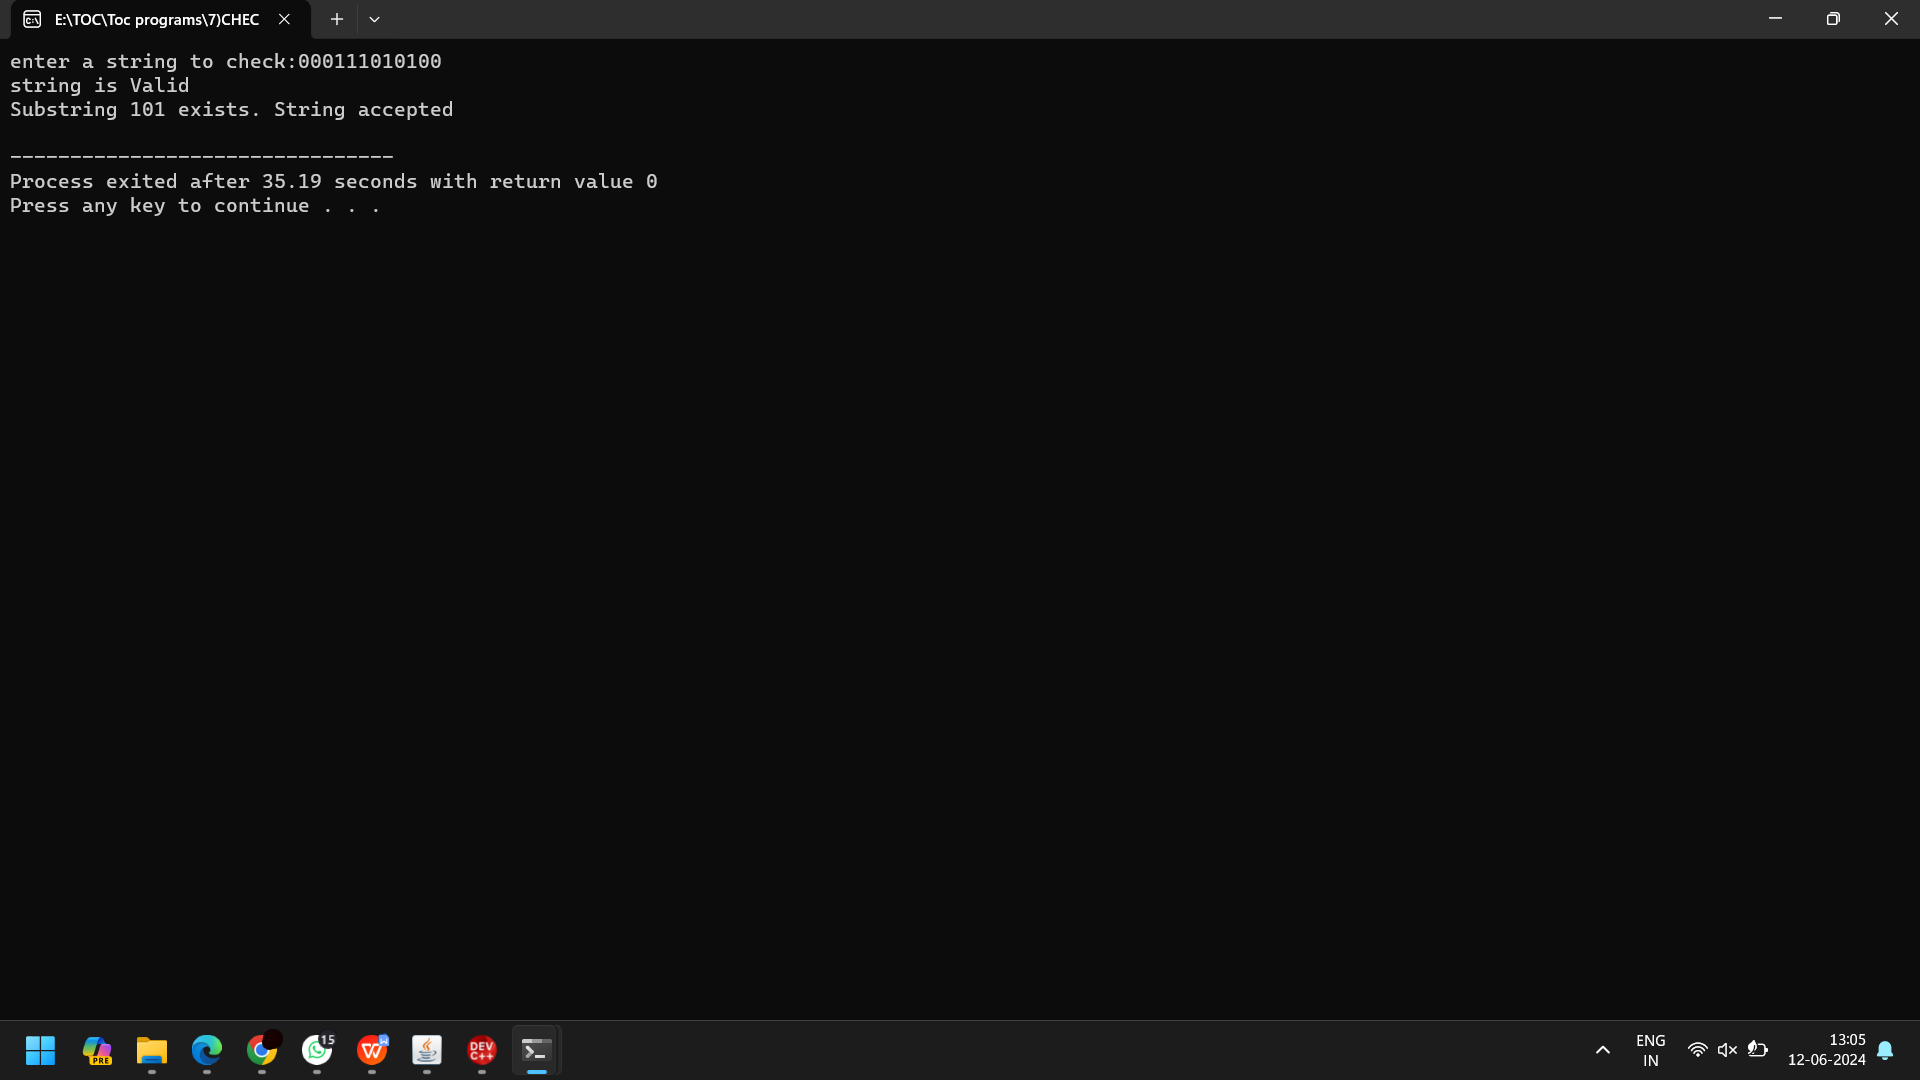 E:\TOC\Toc programs\7)CHEC
enter a string to check:000111010100
string is Valid
Substring 101 exists. String accepted
--------------------------------
Process exited after 35.19 seconds with return value 0
Press any key to continue . . .
PRE
15
W
DEV
C++
ENG
IN
13:05
12-06-2024